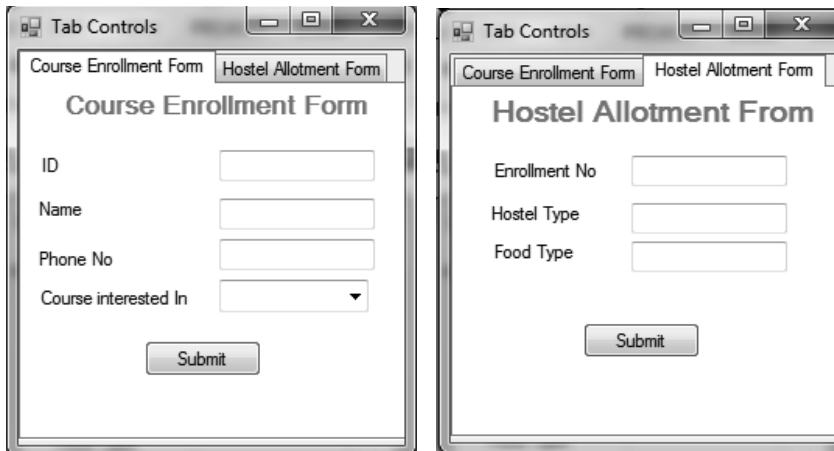 Tab Controls
Course Enrollment Form Hostel Allotment Form
Course Enrollment Form
ID
Name
Phone No
Course interested In
Submit
Tab Controls
Course Enrollment Form Hostel Allotment Form
Hostel Allotment From
Enrollment No
Hostel Type
Food Type
Submit